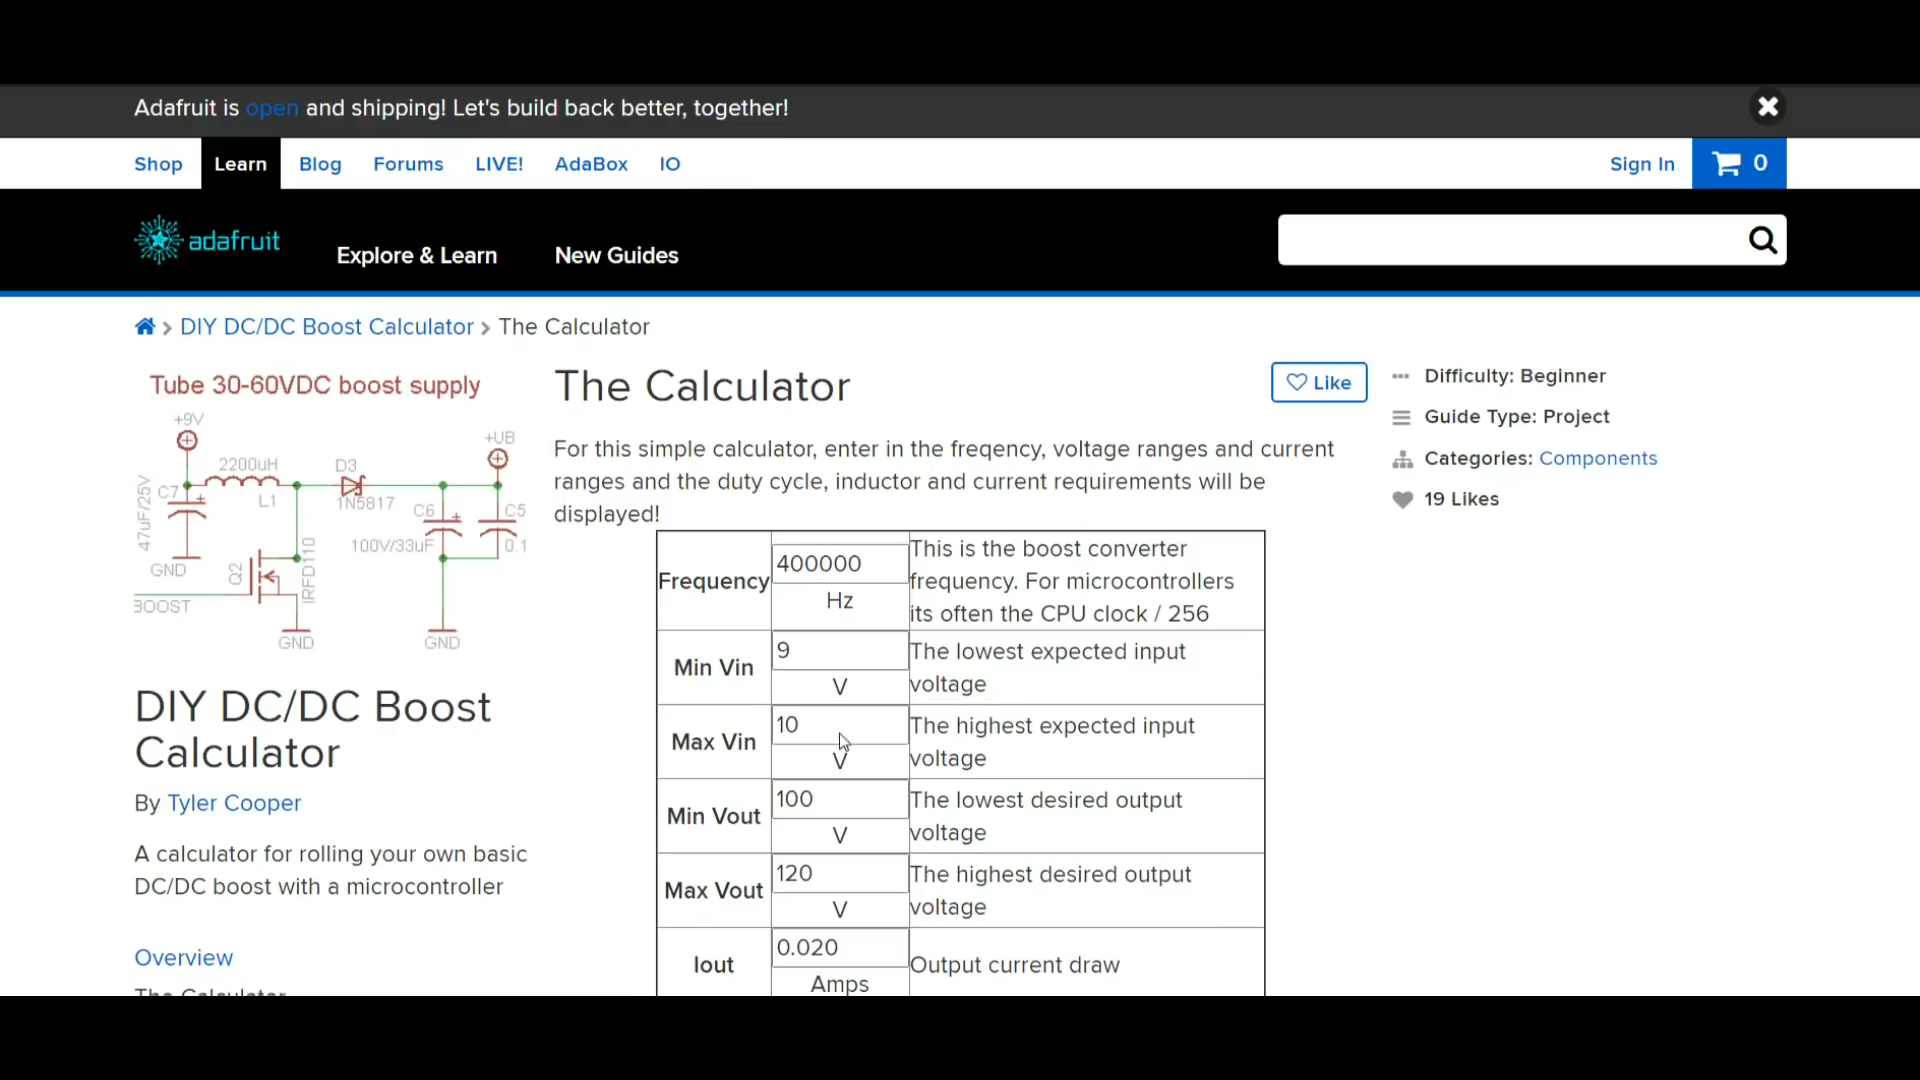 Adafruit is open and shipping! Let's build back better, together!
Shop Learn Blog Forums LIVE! AdaBox IO Sign In 0
adafruit Explore & Learn New Guides
DIY DC/DC Boost Calculator > The Calculator
Tube 30-60VDC boost supply
+9V
+UB
2200uH
D3
C7
+
L1
1N5817
C6
+
C5
47uF/25V
100V/33uF
0.1
GND
Q2
IRFD110
BOOST
GND
GND
DIY DC/DC Boost
Calculator
By Tyler Cooper
A calculator for rolling your own basic
DC/DC boost with a microcontroller
Overview
The Calculator
The Calculator
Like
For this simple calculator, enter in the freqency, voltage ranges and current
ranges and the duty cycle, inductor and current requirements will be
displayed!
Frequency
400000
Hz
This is the boost converter
frequency. For microcontrollers
its often the CPU clock / 256
Min Vin
9
V
The lowest expected input
voltage
Max Vin
10
V
The highest expected input
voltage
Min Vout
100
V
The lowest desired output
voltage
Max Vout
120
V
The highest desired output
voltage
Iout
0.020
Amps
Output current draw
Difficulty: Beginner
Guide Type: Project
Categories: Components
19 Likes